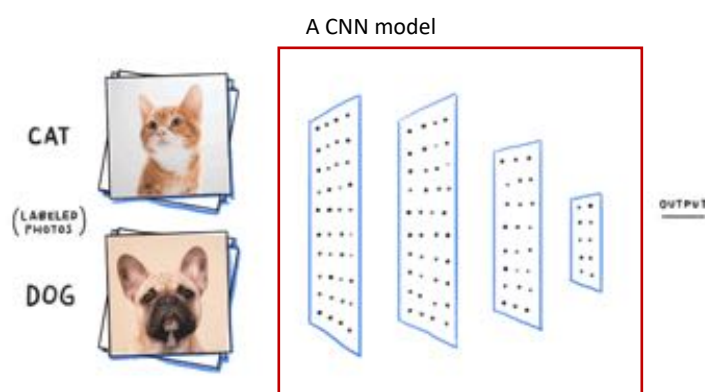 A CNN model
CAT
(LABELED
PHOTOS)
DOG
OUTPUT